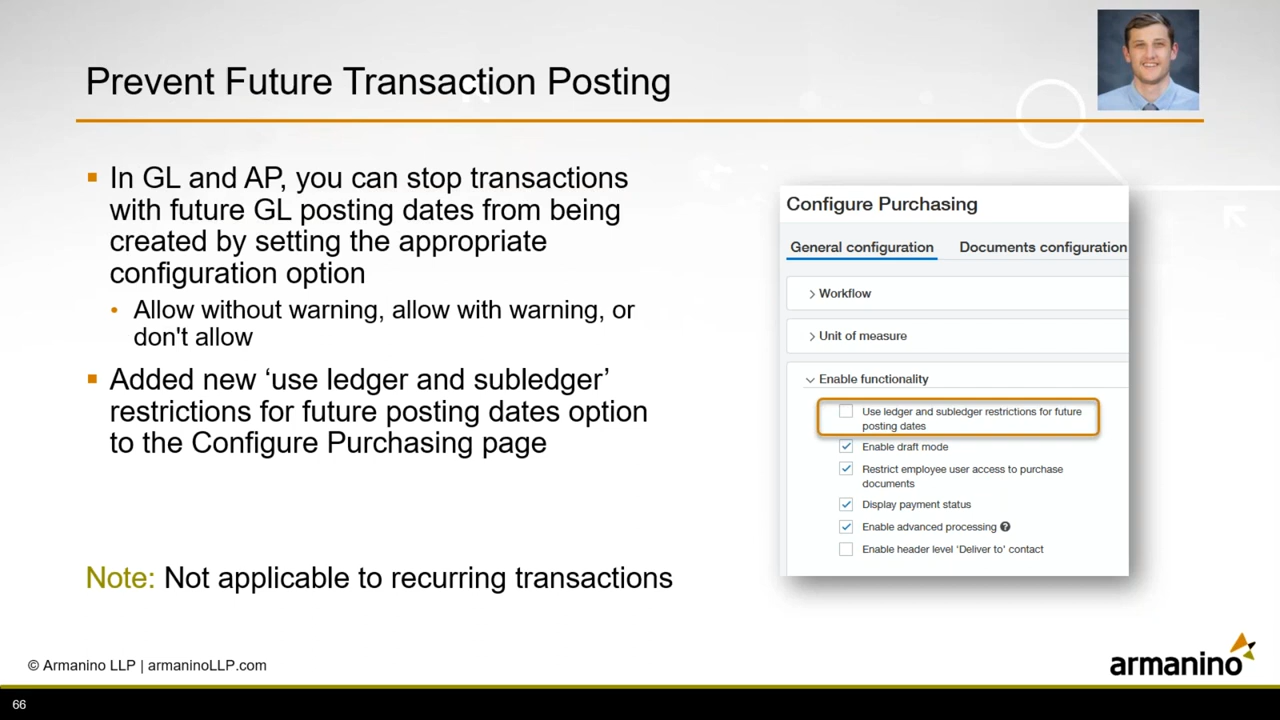 Prevent Future Transaction Posting
In GL and AP, you can stop transactions
with future GL posting dates from being
created by setting the appropriate
configuration option
Allow without warning, allow with warning, or
don't allow
Added new ‘use ledger and subledger’
restrictions for future posting dates option
to the Configure Purchasing page
Note: Not applicable to recurring transactions
Configure Purchasing
General configuration Documents configuration
Workflow
Unit of measure
Enable functionality
Use ledger and subledger restrictions for future
posting dates
Enable draft mode
Restrict employee user access to purchase
documents
Display payment status
Enable advanced processing ?
Enable header level 'Deliver to' contact
© Armanino LLP | armaninoLLP.com
armanino
66